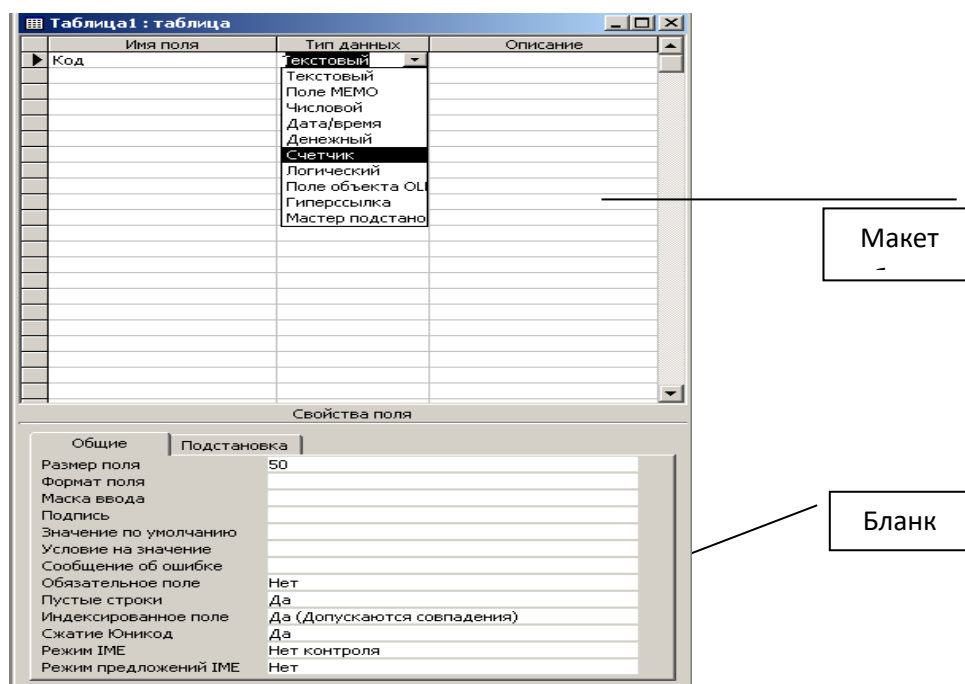 Таблица1 : таблица
Имя поля Тип данных Описание
Код Текстовый
Текстовый
Поле МЕМО
Числовой
Дата/время
Денежный
Счетчик
Логический
Поле объекта OLE
Гиперссылка
Мастер подстано
Макет
Свойства поля
Общие Подстановка
Размер поля 50
Формат поля
Маска ввода
Подпись
Значение по умолчанию
Условие на значение
Сообщение об ошибке
Обязательное поле Нет
Пустые строки Да
Индексированное поле Да (Допускаются совпадения)
Сжатие Юникод Да
Режим IME Нет контроля
Режим предложений IME Нет
Бланк